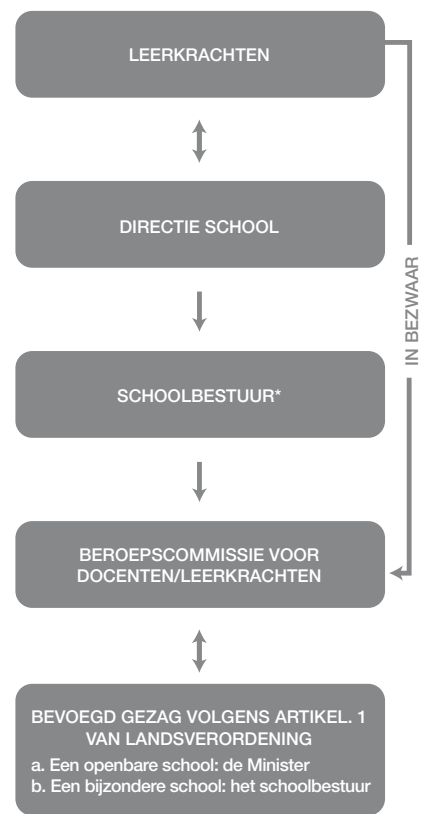 LEERKRACHTEN
DIRECTIE SCHOOL
IN BEZWAAR
SCHOOLBESTUUR*
BEROEPSCOMMISSIE VOOR
DOCENTEN/LEERKRACHTEN
BEVOEGD GEZAG VOLGENS ARTIKEL. 1
VAN LANDSVERORDENING
a. Een openbare school: de Minister
b. Een bijzondere school: het schoolbestuur